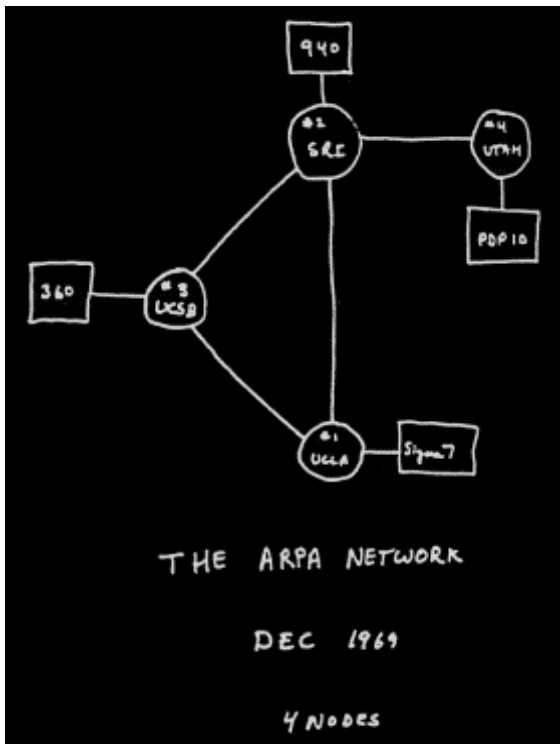 940
#2
SRI
#4
UTAH
PDP 10
360
#3
UCSB
#1
UCLA
Sigma 7
THE ARPA NETWORK
DEC 1969
4 NODES